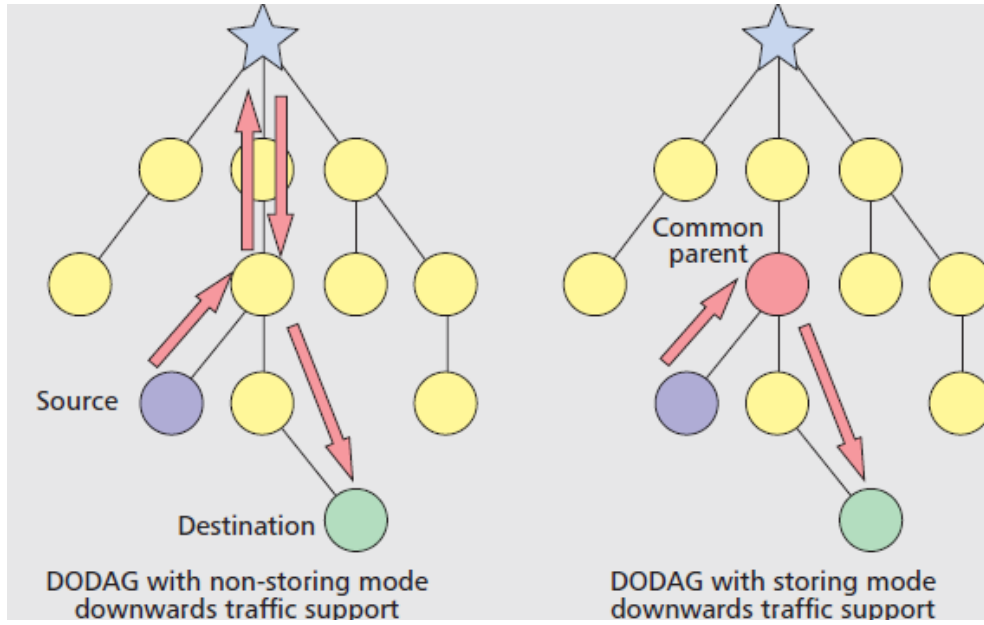 Common
parent
Source
Destination
DODAG with non-storing mode
downwards traffic support
DODAG with storing mode
downwards traffic support